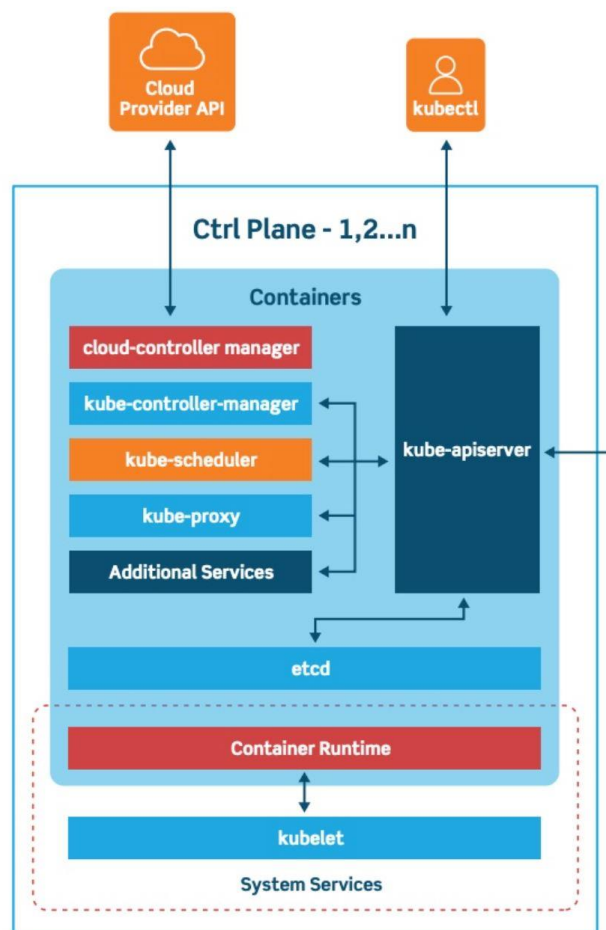 Cloud
Provider API
kubectl
Ctrl Plane - 1,2...n
Containers
cloud-controller manager
kube-controller-manager
kube-scheduler
kube-proxy
Additional Services
kube-apiserver
etcd
Container Runtime
kubelet
System Services